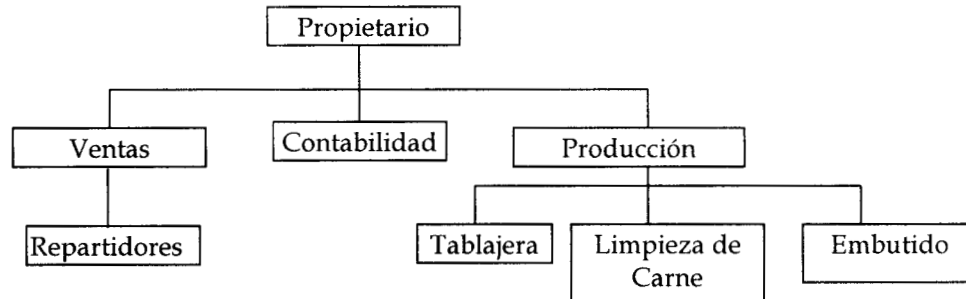 Propietario
Ventas
Contabilidad
Producción
Repartidores
Tablajera
Limpieza de
Carne
Embutido